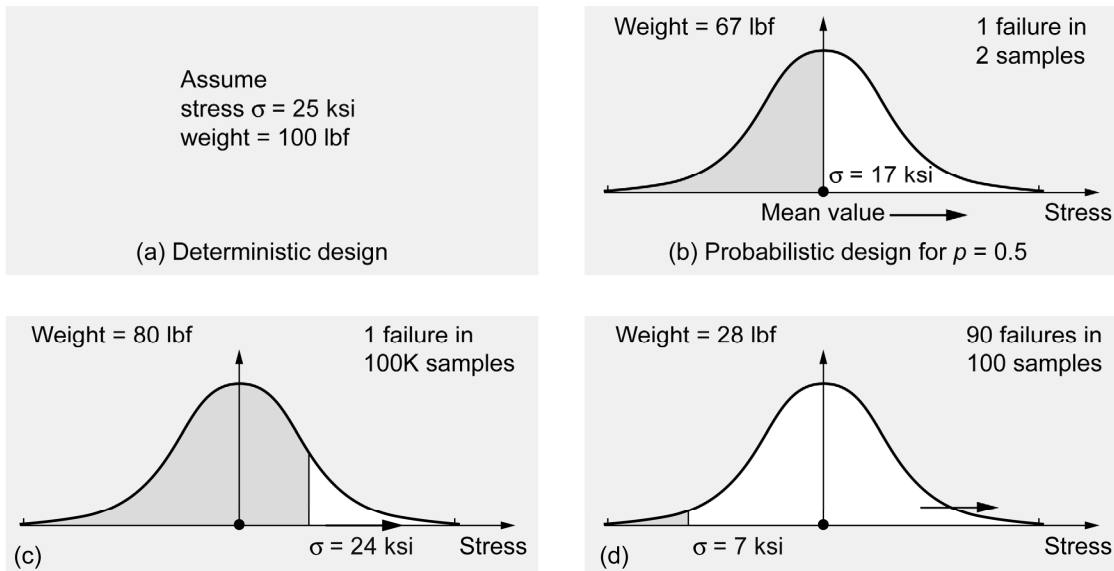 Assume
stress σ = 25 ksi
weight = 100 lbf
(a) Deterministic design
Weight = 67 lbf
1 failure in
2 samples
σ = 17 ksi
Mean value
Stress
(b) Probabilistic design for p = 0.5
Weight = 80 lbf
1 failure in
100K samples
σ = 24 ksi
Stress
(c)
Weight = 28 lbf
90 failures in
100 samples
σ = 7 ksi
Stress
(d)